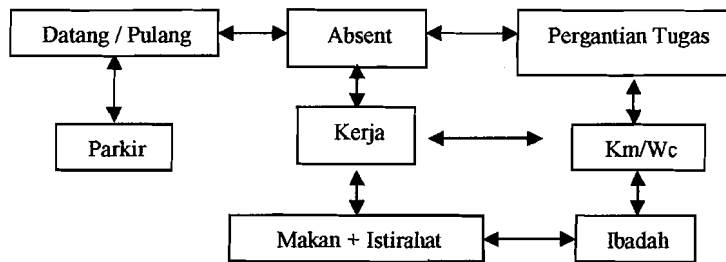 Datang / Pulang
Absent
Pergantian Tugas
Parkir
Kerja
Km/Wc
Makan + Istirahat
Ibadah